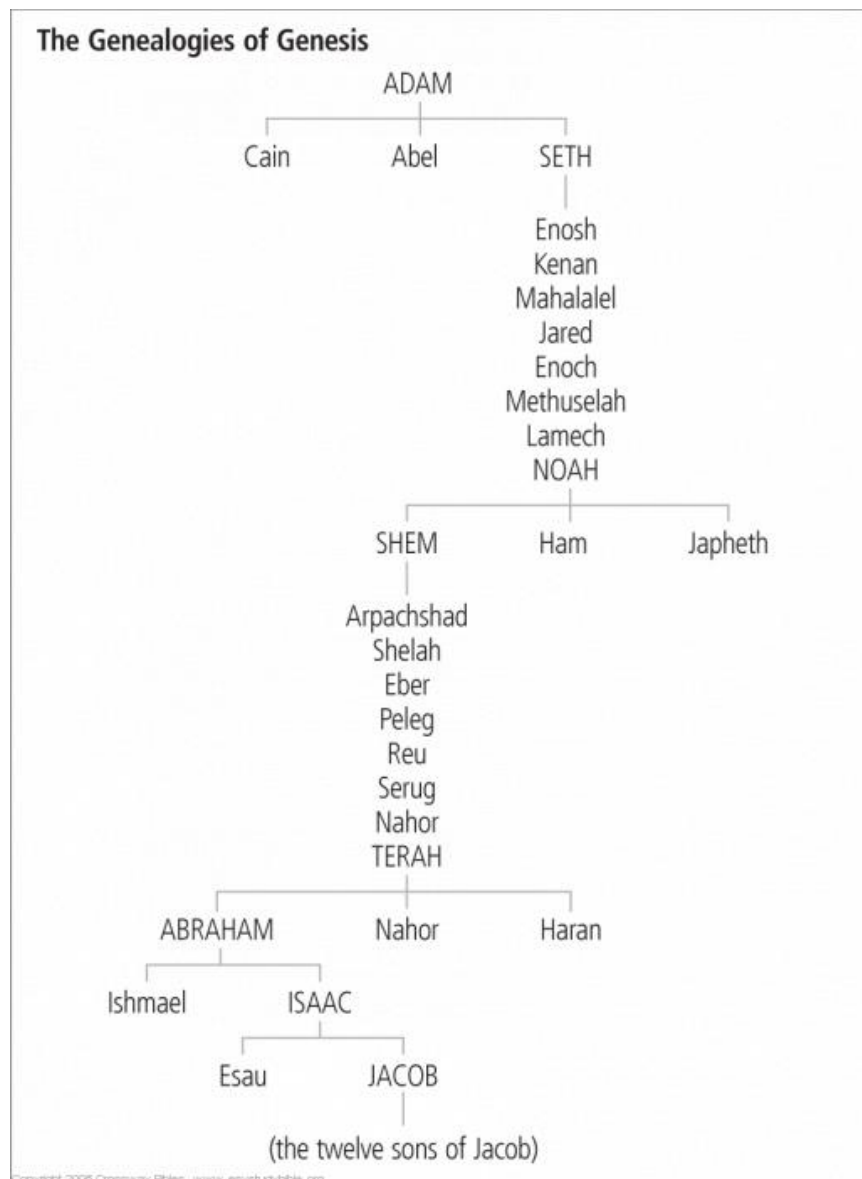 The Genealogies of Genesis
ADAM
Cain Abel SETH
Enosh
Kenan
Mahalalel
Jared
Enoch
Methuselah
Lamech
NOAH
SHEM Ham Japheth
Arpachshad
Shelah
Eber
Peleg
Reu
Serug
Nahor
TERAH
ABRAHAM Nahor Haran
Ishmael ISAAC
Esau JACOB
(the twelve sons of Jacob)